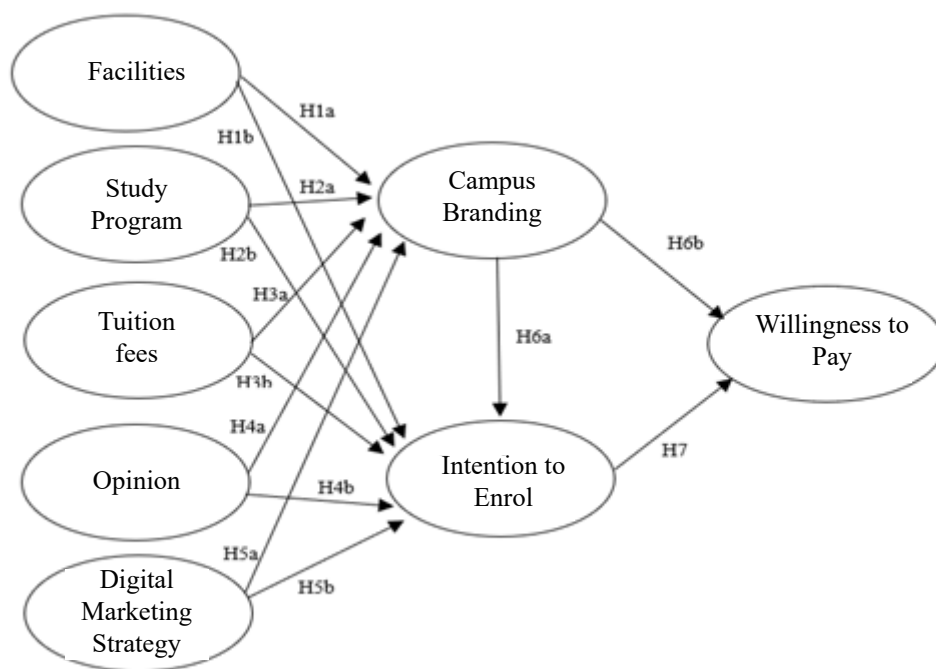 Facilities
H1a
H1b
Study
Program
H2a
H2b
Campus
Branding
Tuition
fees
H3a
H3b
H6b
H6a
Willingness to
Pay
Opinion
H4a
H4b
Intention to
Enrol
H7
Digital
Marketing
Strategy
H5a
H5b